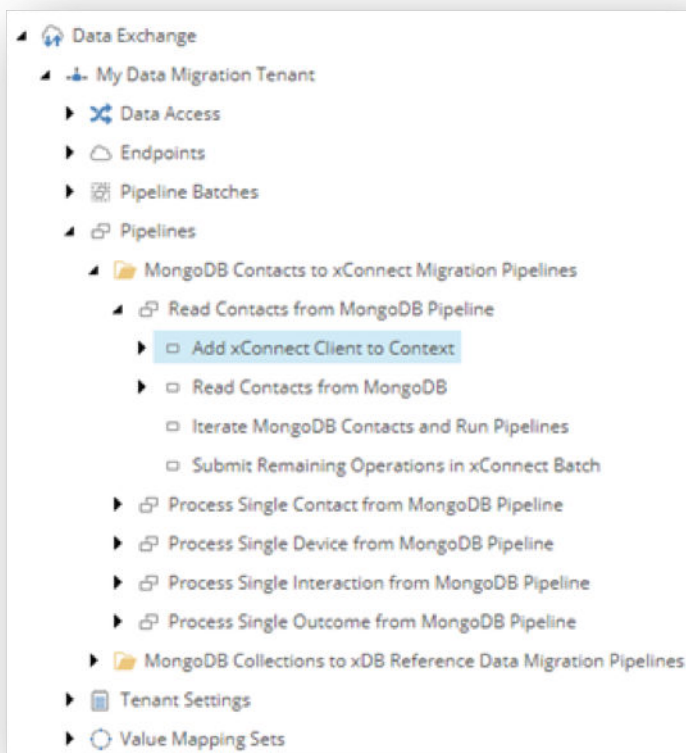 Data Exchange
My Data Migration Tenant
Data Access
Endpoints
Pipeline Batches
Pipelines
MongoDB Contacts to xConnect Migration Pipelines
Read Contacts from MongoDB Pipeline
Add xConnect Client to Context
Read Contacts from MongoDB
Iterate MongoDB Contacts and Run Pipelines
Submit Remaining Operations in xConnect Batch
Process Single Contact from MongoDB Pipeline
Process Single Device from MongoDB Pipeline
Process Single Interaction from MongoDB Pipeline
Process Single Outcome from MongoDB Pipeline
MongoDB Collections to xDB Reference Data Migration Pipelines
Tenant Settings
Value Mapping Sets